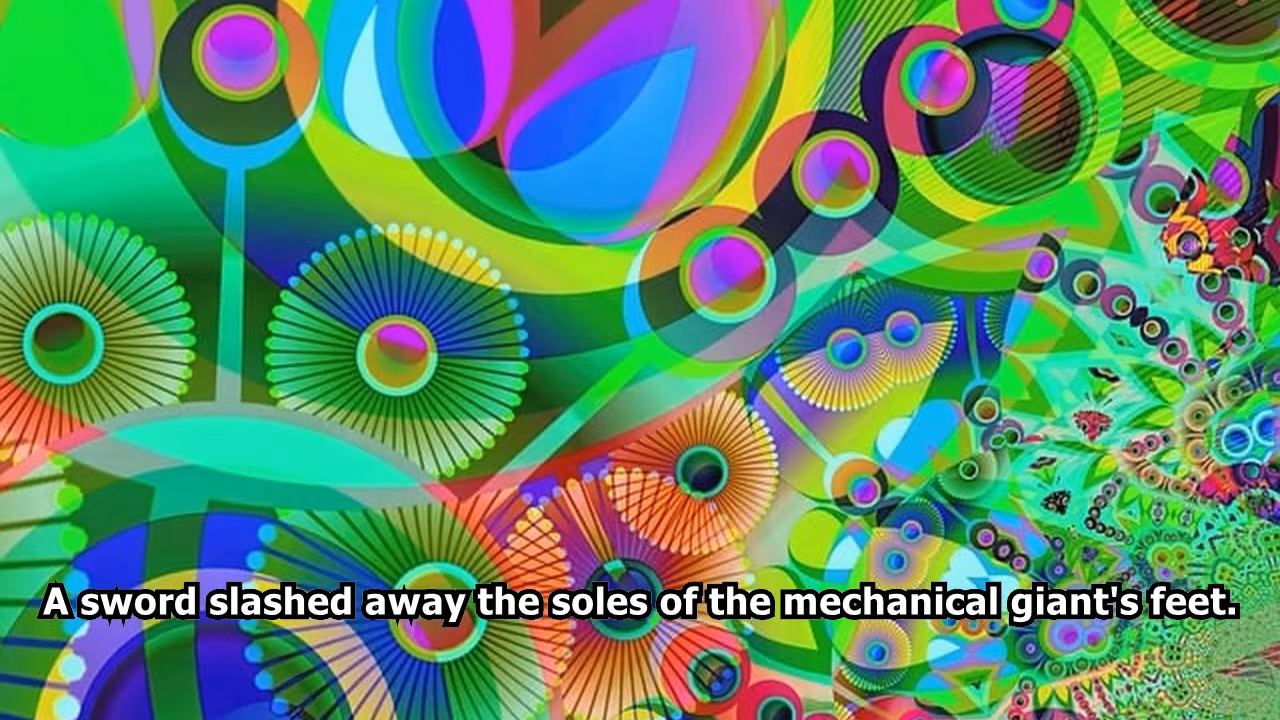 A sword slashed away the soles of the mechanical giant's feet.